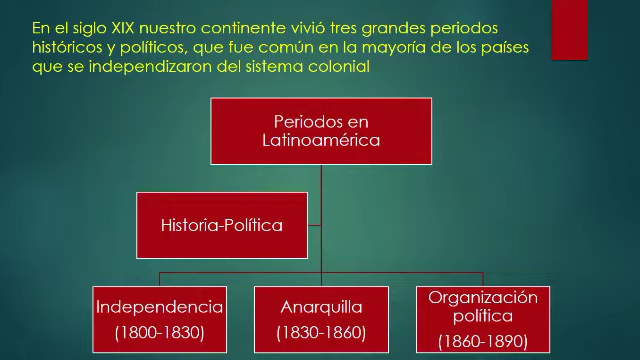 En el siglo XIX nuestro continente vivió tres grandes periodos
históricos y políticos, que fue común en la mayoría de los países
que se independizaron del sistema colonial
Periodos en
Latinoamérica
Historia-Política
Independencia
(1800-1830)
Anarquilla
(1830-1860)
Organización
política
(1860-1890)